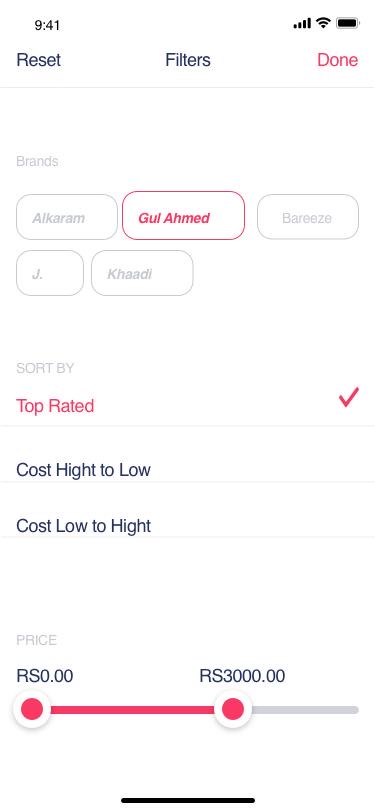 9:41
Reset Filters Done
Brands
Alkaram Gul Ahmed Bareeze
J. Khaadi
SORT BY
Top Rated
Cost Hight to Low
Cost Low to Hight
PRICE
RS0.00 RS3000.00